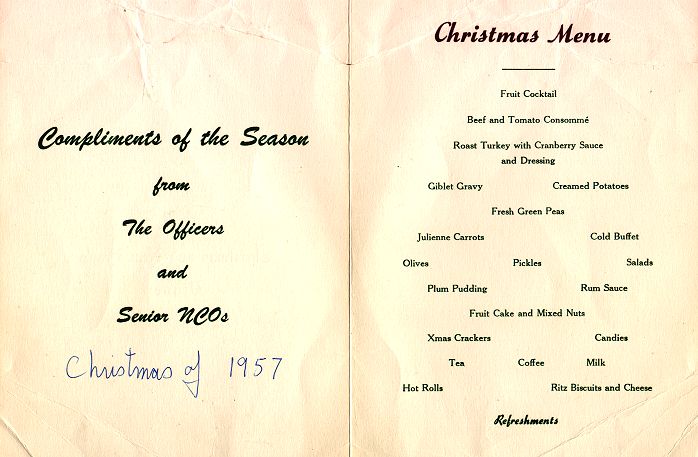 Compliments of the Season
from
The Officers
and
Senior NCOs
Christmas of 1957
Christmas Menu
Fruit Cocktail
Beef and Tomato Consommé
Roast Turkey with Cranberry Sauce
and Dressing
Giblet Gravy Creamed Potatoes
Fresh Green Peas
Julienne Carrots Cold Buffet
Olives Pickles Salads
Plum Pudding Rum Sauce
Fruit Cake and Mixed Nuts
Xmas Crackers Candies
Tea Coffee Milk
Hot Rolls Ritz Biscuits and Cheese
Refreshments